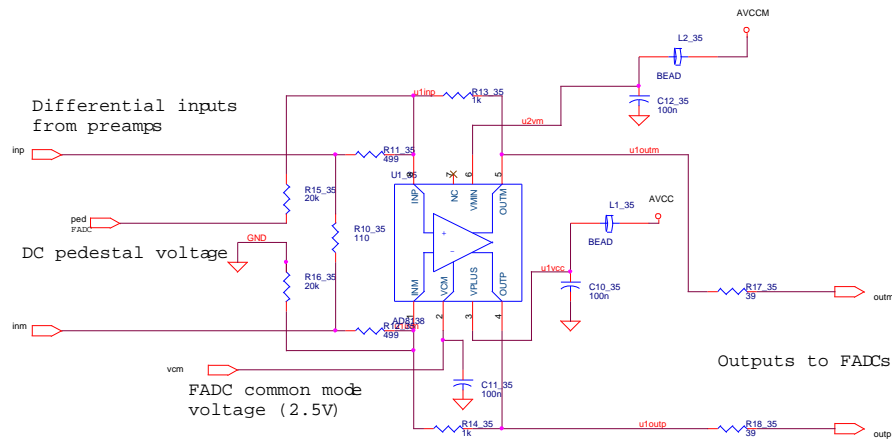 AVCCM
L2_35
BEAD
C12_35
100n
u1inp
R13_35
1k
u2vm
Differential inputs
from preamps
inp
R11_35
499
u1outm
U1_35
8
7
6
5
INP
NC
VMIN
OUTM
R15_35
20k
ped
FADC
R10_35
110
L1_35
AVCC
BEAD
DC pedestal voltage
GND
+
-
u1vcc
R16_35
20k
C10_35
100n
INM
VCM
VPLUS
OUTP
R17_35
39
outm
inm
AD8138
499
1
2
3
4
vcm
FADC common mode
voltage (2.5V)
C11_35
100n
Outputs to FADCs
R14_35
1k
u1outp
R18_35
39
outp